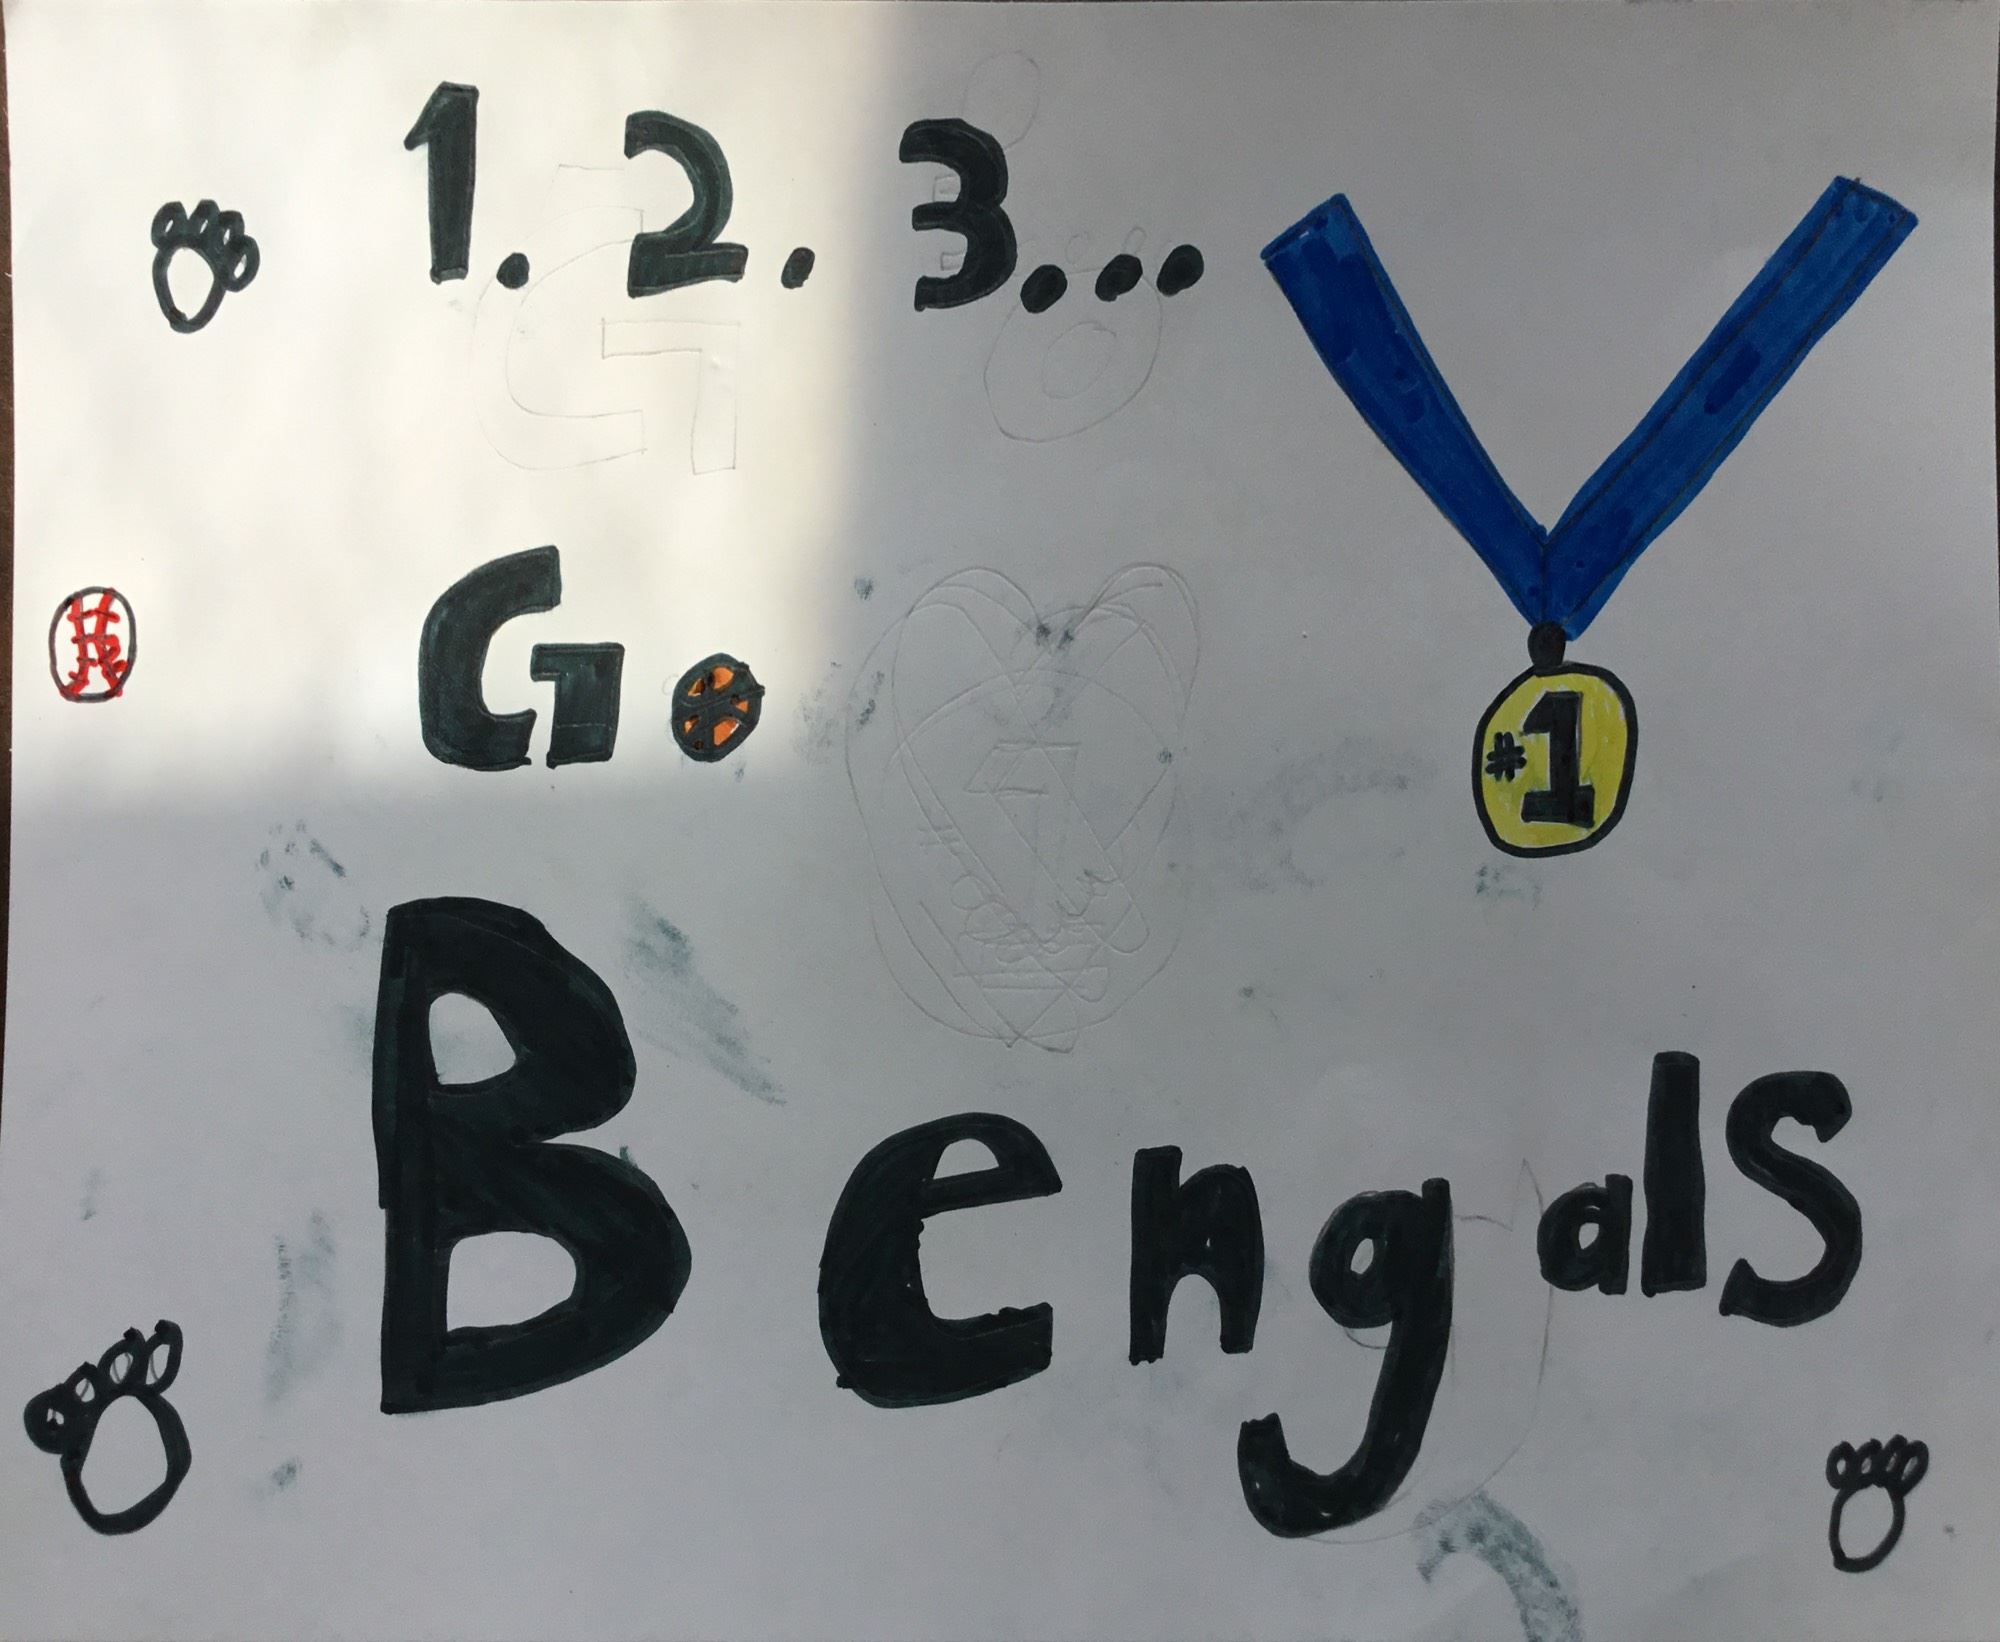 1. 2. 3...
Go
#1
Bengals